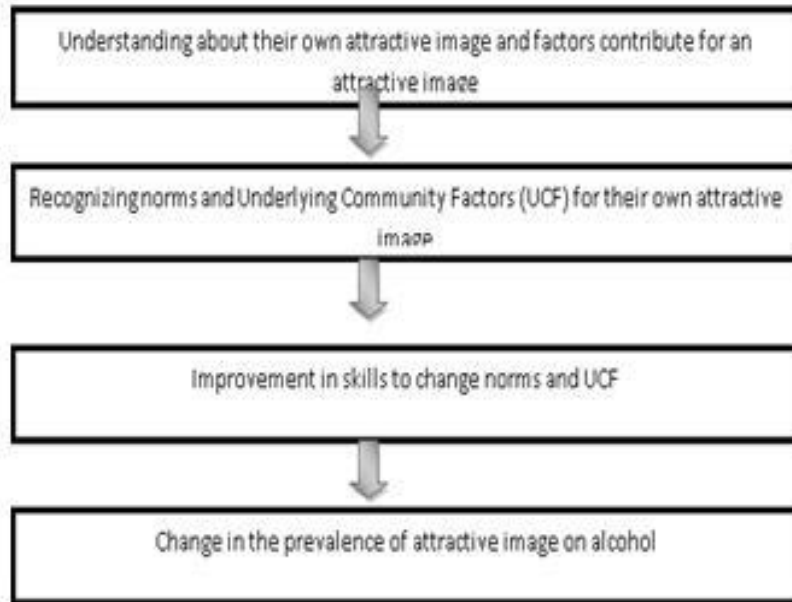 Understanding about their own attractive image and factors contribute for an
attractive image
Recognizing norms and Underlying Community Factors (UCF) for their own attractive
image
Improvement in skills to change norms and UCF
Change in the prevalence of attractive image on alcohol